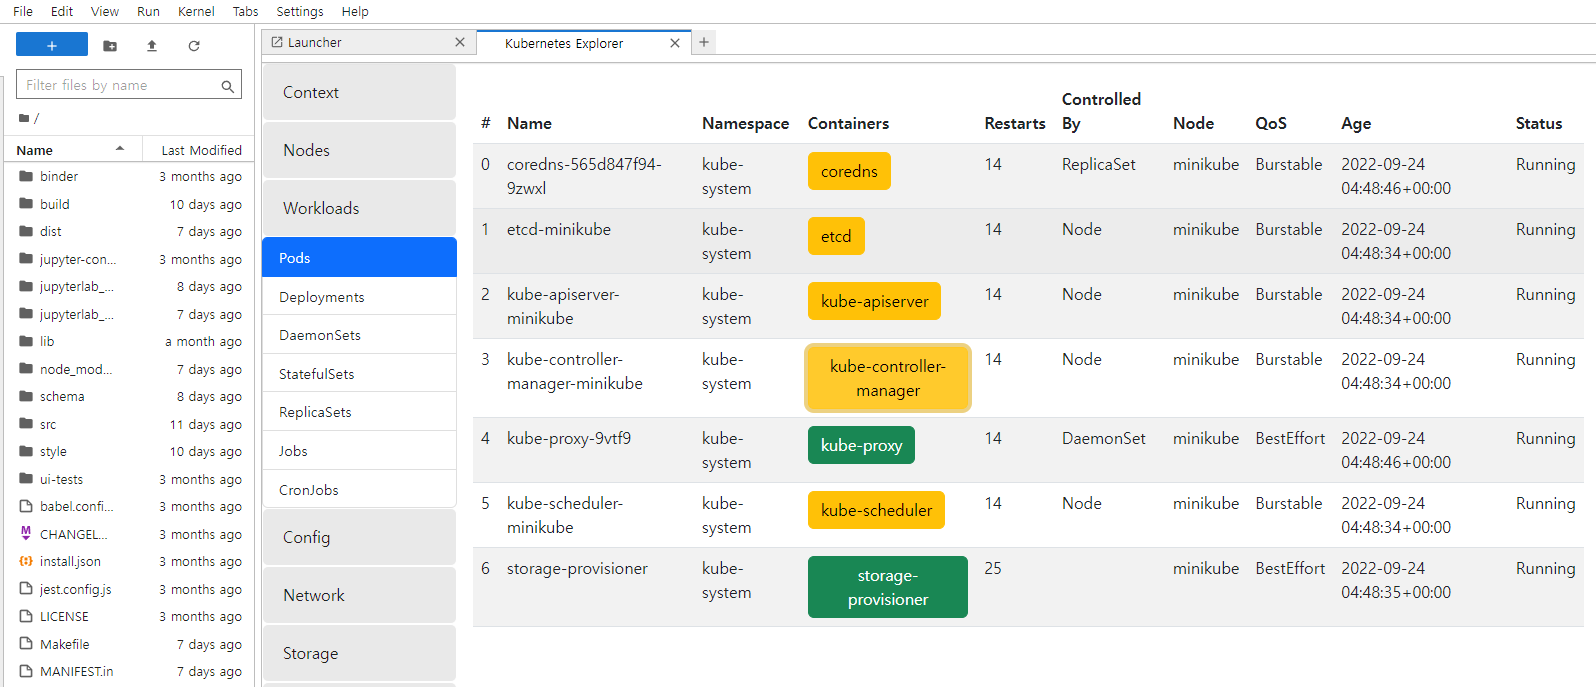 File Edit View Run Kernel Tabs Settings Help
+
Filter files by name
/
Name Last Modified
binder 3 months ago
build 10 days ago
dist 7 days ago
jupyter-con... 3 months ago
jupyterlab_... 8 days ago
jupyterlab_... 7 days ago
lib a month ago
node_mod... 7 days ago
schema 8 days ago
src 11 days ago
style 10 days ago
ui-tests 3 months ago
babel.confi... 3 months ago
M CHANGEL... 3 months ago
install.json 3 months ago
jest.config.js 3 months ago
LICENSE 3 months ago
Makefile 7 days ago
MANIFEST.in 7 days ago
Launcher
Kubernetes Explorer
+
Context
Nodes
Workloads
Pods
Deployments
DaemonSets
StatefulSets
ReplicaSets
Jobs
CronJobs
Config
Network
Storage
Controlled
# Name Namespace Containers Restarts By Node QoS Age Status
0 coredns-565d847f94- kube- coredns 14 ReplicaSet minikube Burstable 2022-09-24 Running
9zwxl system 04:48:46+00:00
1 etcd-minikube kube- etcd 14 Node minikube Burstable 2022-09-24 Running
system 04:48:34+00:00
2 kube-apiserver- kube- kube-apiserver 14 Node minikube Burstable 2022-09-24 Running
minikube system 04:48:34+00:00
3 kube-controller- kube- kube-controller- 14 Node minikube Burstable 2022-09-24 Running
manager-minikube system manager 04:48:34+00:00
4 kube-proxy-9vtf9 kube- kube-proxy 14 DaemonSet minikube BestEffort 2022-09-24 Running
system 04:48:46+00:00
5 kube-scheduler- kube- kube-scheduler 14 Node minikube Burstable 2022-09-24 Running
minikube system 04:48:34+00:00
6 storage-provisioner kube- storage- 25 minikube BestEffort 2022-09-24 Running
system provisioner 04:48:35+00:00